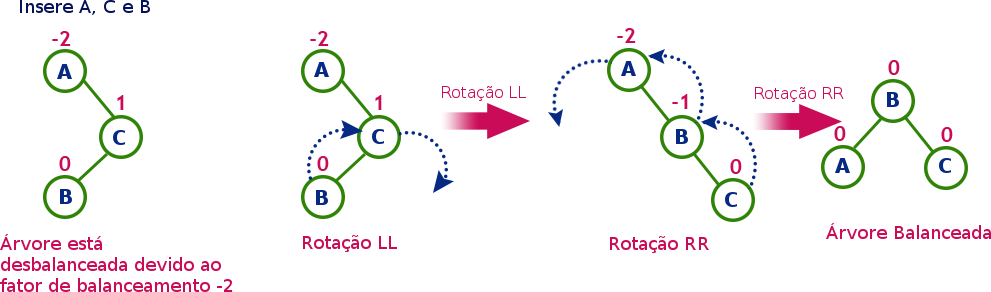 Insere A, C e B
-2
A
1
C
0
B
Árvore está
desbalanceada devido ao
fator de balanceamento -2
-2
A
1
C
0
B
Rotação LL
Rotação LL
-2
A
-1
B
0
C
Rotação RR
Rotação RR
0
B
0
A
0
C
Árvore Balanceada